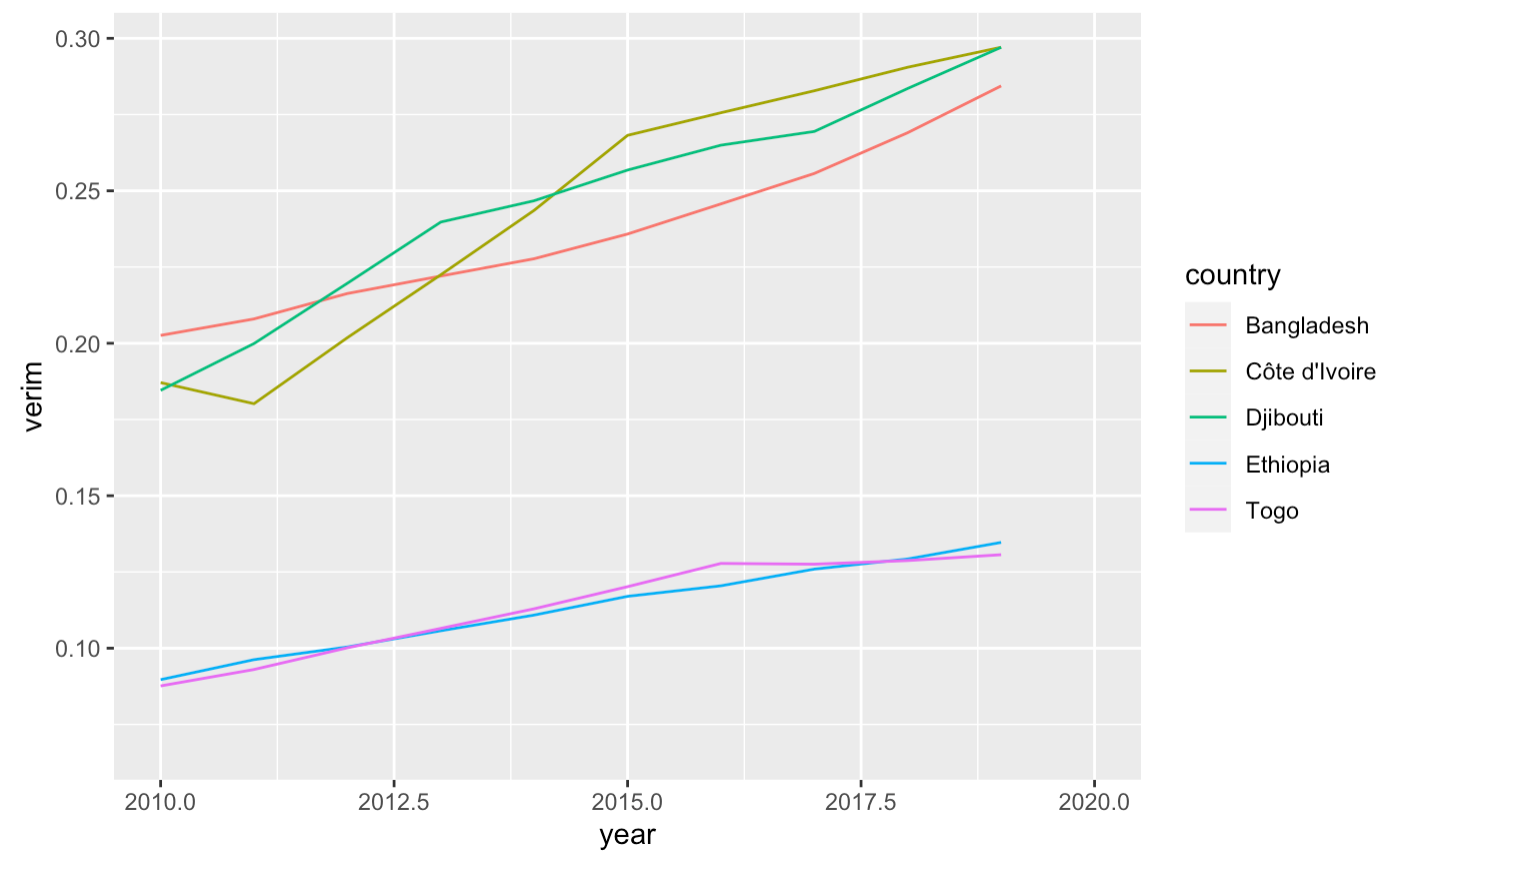 0.30
0.25
0.20
0.15
0.10
verim
2010.0 2012.5 2015.0 2017.5 2020.0
year
country
Bangladesh
Côte d'Ivoire
Djibouti
Ethiopia
Togo